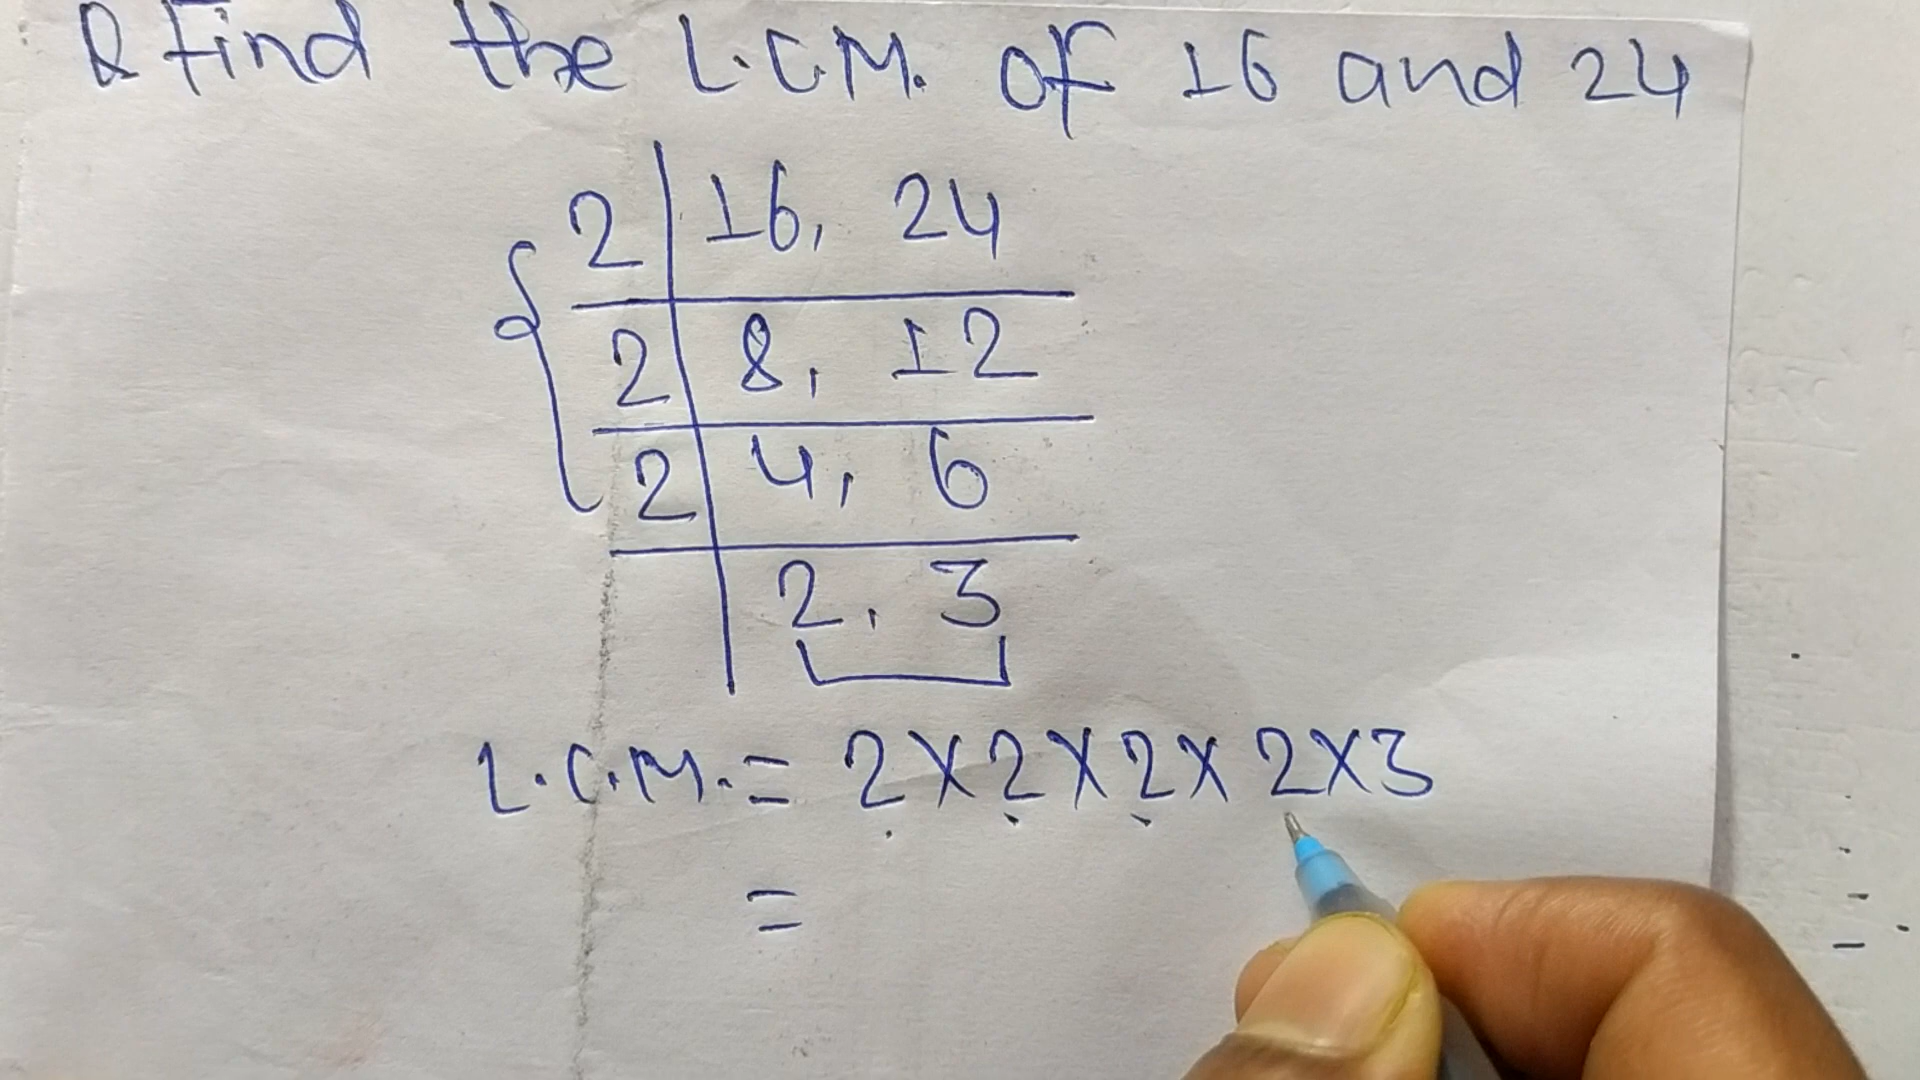 Q Find the L.C.M. of 16 and 24
2 | 16, 24
2 | 8, 12
2 | 4, 6
2, 3
L.C.M. = 2 X 2 X 2 X 2 X 3
=